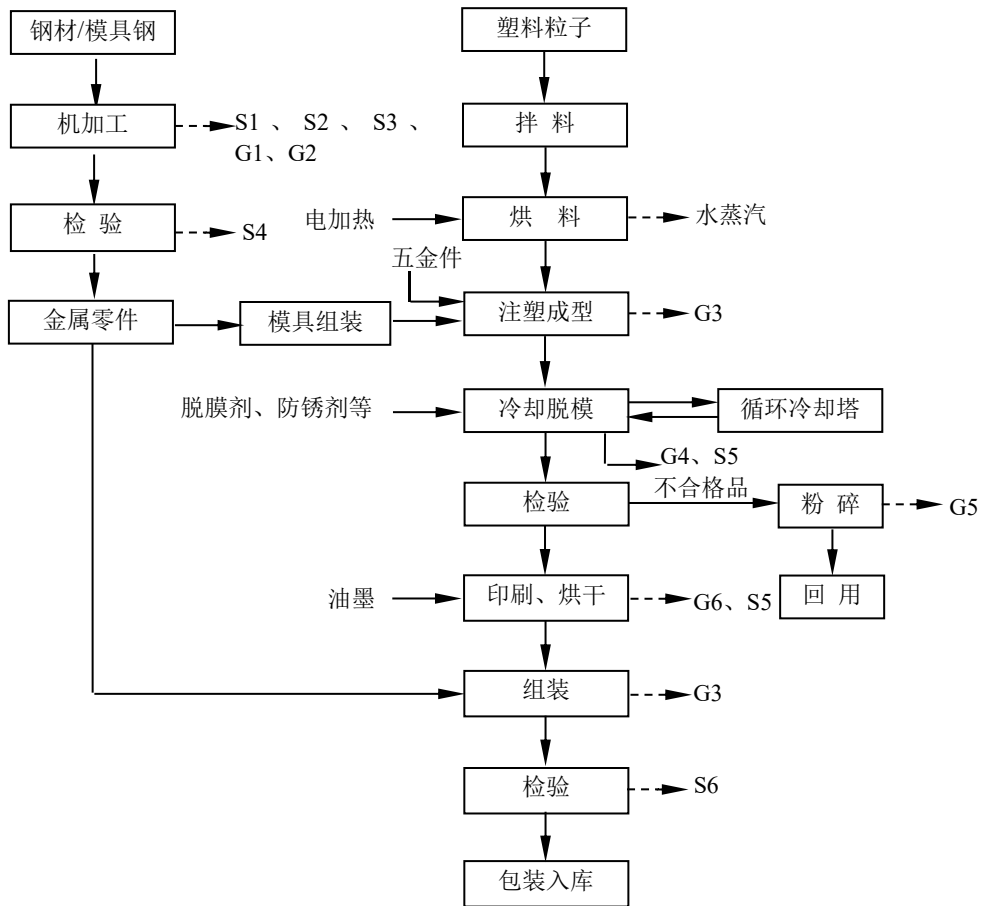 钢材/模具钢
塑料粒子
机加工
S1 、 S2 、 S3 、
G1、G2
拌 料
检 验
S4
电加热
烘 料
水蒸汽
五金件
金属零件
模具组装
注塑成型
G3
脱膜剂、防锈剂等
冷却脱模
循环冷却塔
G4、S5
检验
不合格品
粉 碎
G5
油墨
印刷、烘干
G6、S5
回 用
组装
G3
检验
S6
包装入库